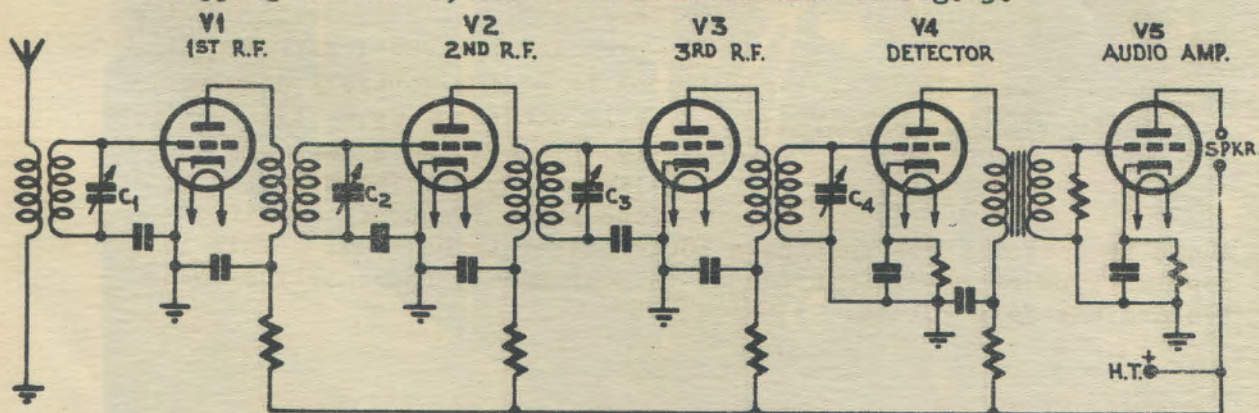 V1
1ST R.F.
V2
2ND R.F.
V3
3RD R.F.
V4
DETECTOR
V5
AUDIO AMP.
C1
C2
C3
C4
SPKR.
H.T. +